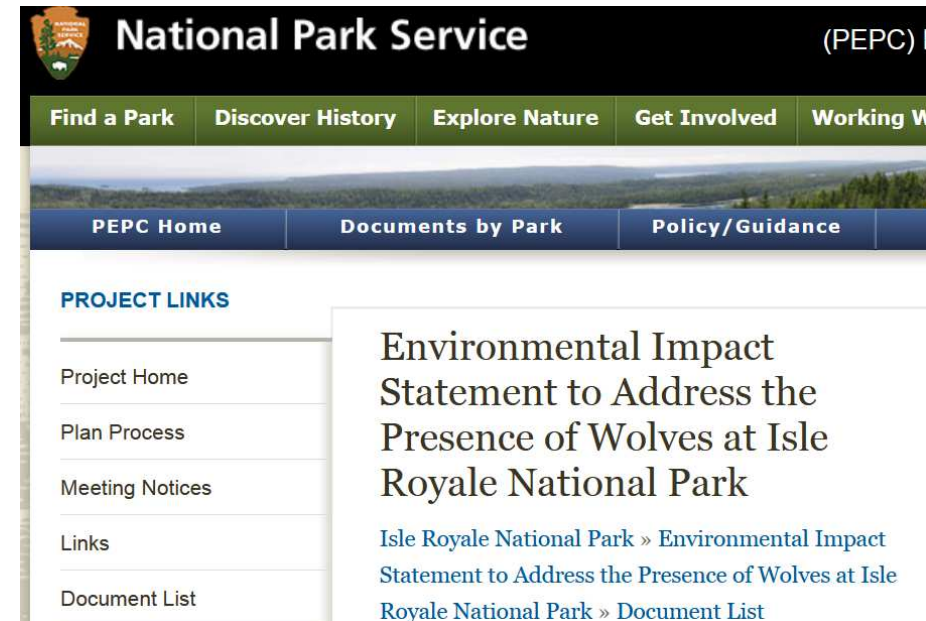 National Park Service
(PEPC)
Find a Park Discover History Explore Nature Get Involved Working
PEPC Home Documents by Park Policy/Guidance
PROJECT LINKS
Project Home
Plan Process
Meeting Notices
Links
Document List
Environmental Impact
Statement to Address the
Presence of Wolves at Isle
Royale National Park
Isle Royale National Park » Environmental Impact
Statement to Address the Presence of Wolves at Isle
Royale National Park » Document List